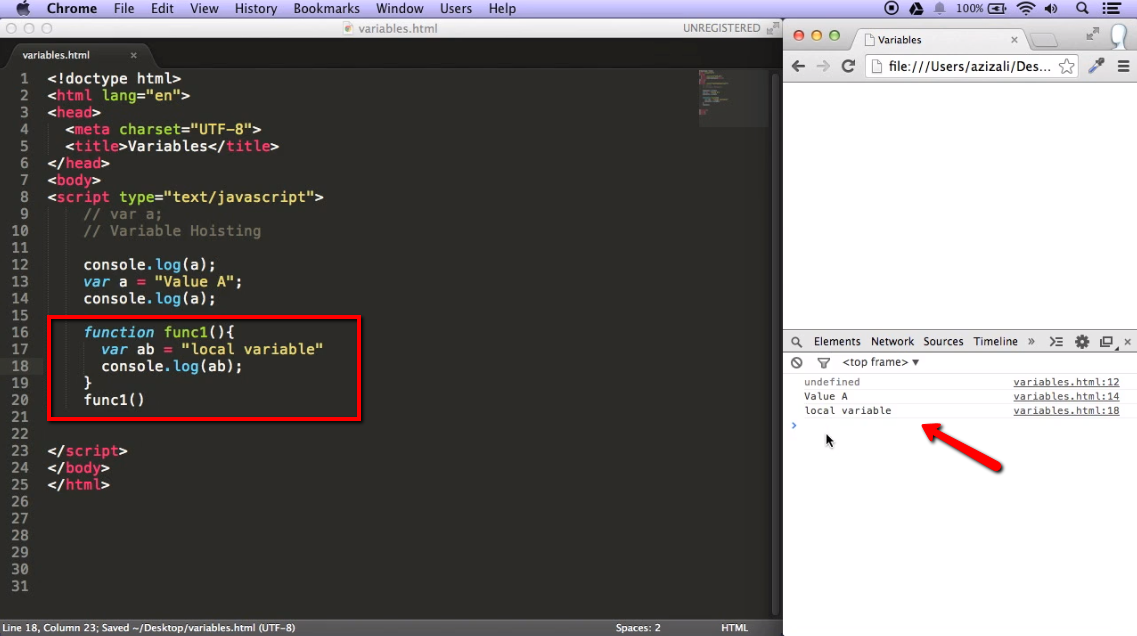 Chrome File Edit View History Bookmarks Window Users Help 100%
variables.html UNREGISTERED
variables.html ×
1 <!doctype html>
2 <html lang="en">
3 <head>
4 <meta charset="UTF-8">
5 <title>Variables</title>
6 </head>
7 <body>
8 <script type="text/javascript">
9 // var a;
10 // Variable Hoisting
11
12 console.log(a);
13 var a = "Value A";
14 console.log(a);
15
16 function func1(){
17 var ab = "local variable"
18 console.log(ab);
19 }
20 func1()
21
22
23 </script>
24 </body>
25 </html>
26
27
28
29
30
31
Line 18, Column 23; Saved ~/Desktop/variables.html (UTF-8) Spaces: 2 HTML
Variables ×
file:///Users/azizali/Des...
Elements Network Sources Timeline » ×
<top frame> ▼
undefined variables.html:12
Value A variables.html:14
local variable variables.html:18
>